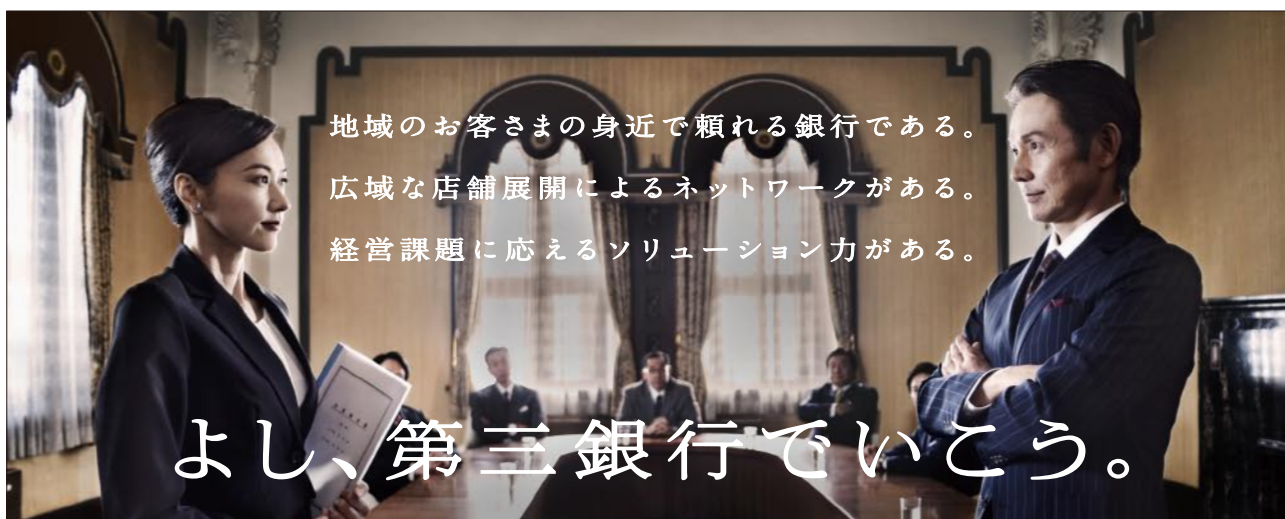 地域のお客さまの身近で頼れる銀行である。
広域な店舗展開によるネットワークがある。
経営課題に応えるソリューション力がある。
よし、第三銀行でいこう。